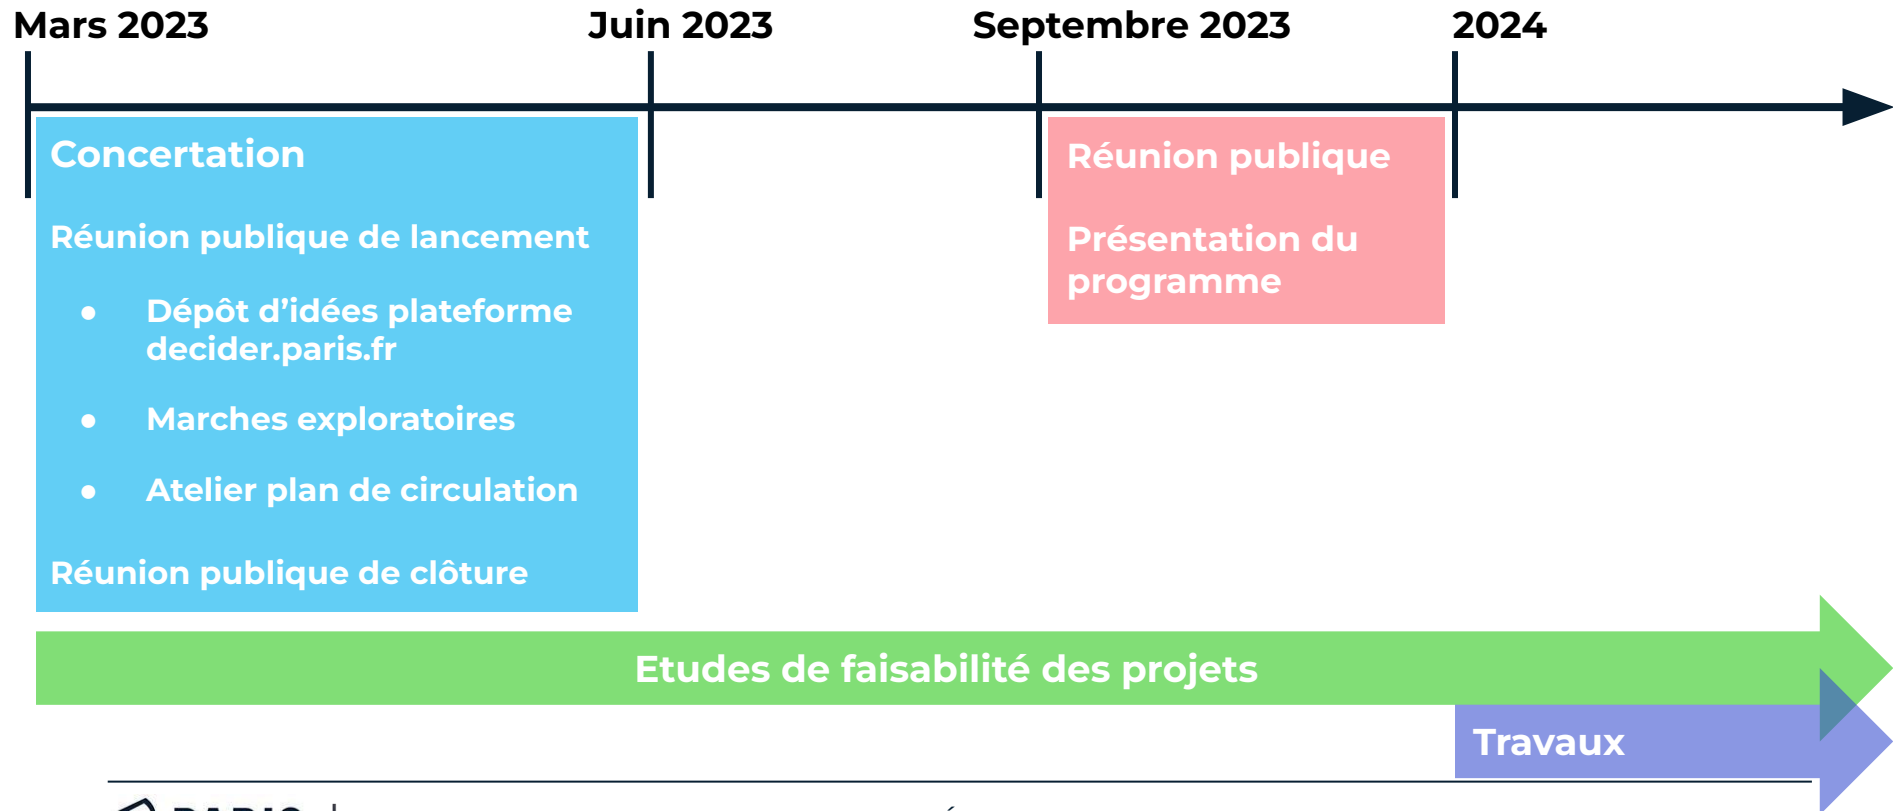 Mars 2023
Juin 2023
Septembre 2023
2024
Concertation
Réunion publique de lancement
● Dépôt d’idées plateforme
decider.paris.fr
● Marches exploratoires
● Atelier plan de circulation
Réunion publique de clôture
Réunion publique
Présentation du
programme
Etudes de faisabilité des projets
Travaux
PARIS